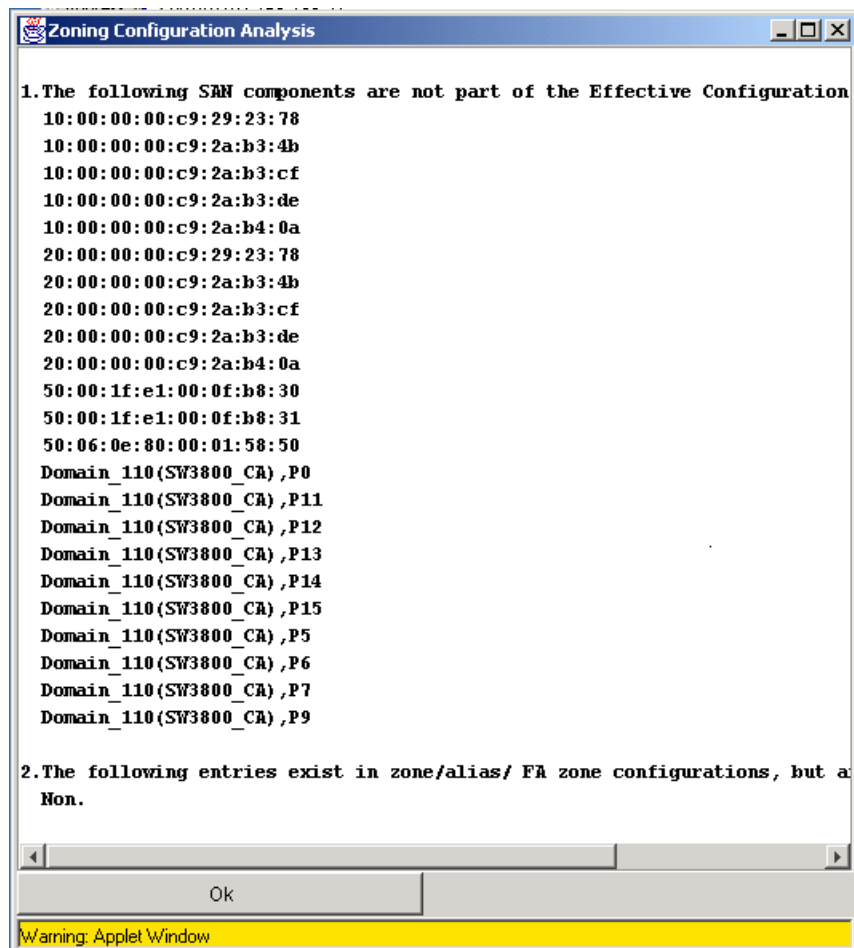 Zoning Configuration Analysis
1.The following SAN components are not part of the Effective Configuration
10:00:00:00:c9:29:23:78
10:00:00:00:c9:2a:b3:4b
10:00:00:00:c9:2a:b3:cf
10:00:00:00:c9:2a:b3:de
10:00:00:00:c9:2a:b4:0a
20:00:00:00:c9:29:23:78
20:00:00:00:c9:2a:b3:4b
20:00:00:00:c9:2a:b3:cf
20:00:00:00:c9:2a:b3:de
20:00:00:00:c9:2a:b4:0a
50:00:1f:e1:00:0f:b8:30
50:00:1f:e1:00:0f:b8:31
50:06:0e:80:00:01:58:50
Domain_110(SW3800_CA),P0
Domain_110(SW3800_CA),P11
Domain_110(SW3800_CA),P12
Domain_110(SW3800_CA),P13
Domain_110(SW3800_CA),P14
Domain_110(SW3800_CA),P15
Domain_110(SW3800_CA),P5
Domain_110(SW3800_CA),P6
Domain_110(SW3800_CA),P7
Domain_110(SW3800_CA),P9
2.The following entries exist in zone/alias/ FA zone configurations, but a
Non.
Ok
Warning: Applet Window